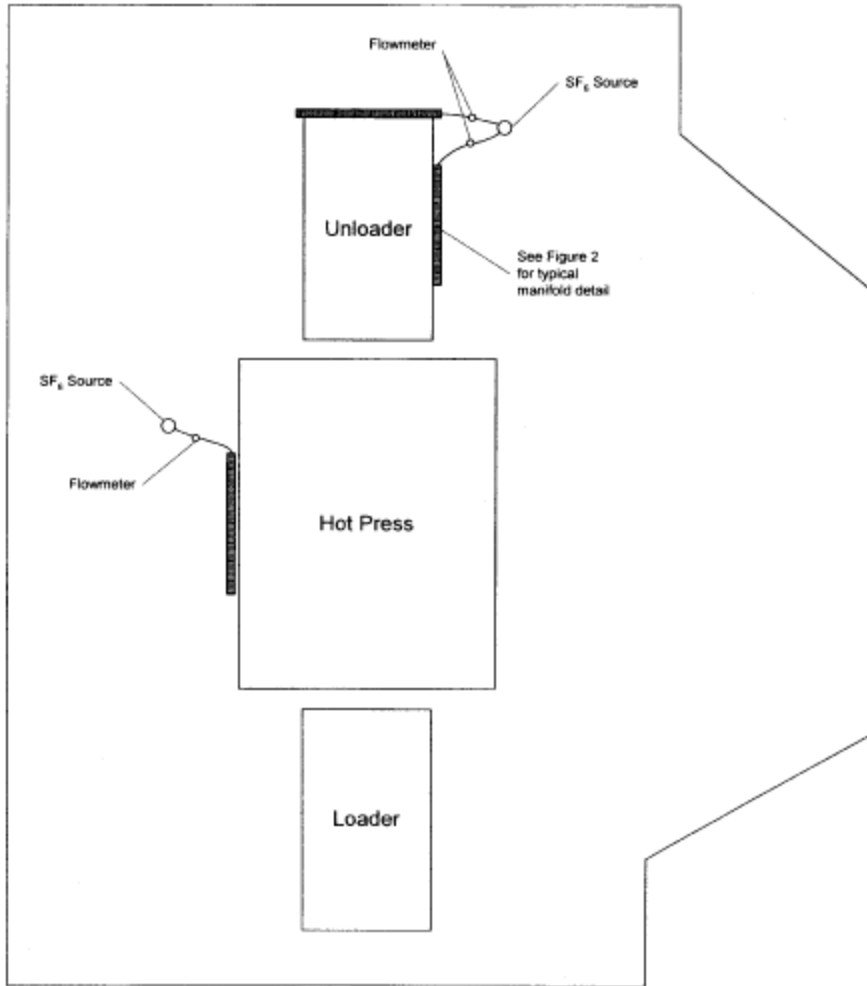 Flowmeter
SF₆ Source
Unloader
See Figure 2
for typical
manifold detail
SF₆ Source
Flowmeter
Hot Press
Loader